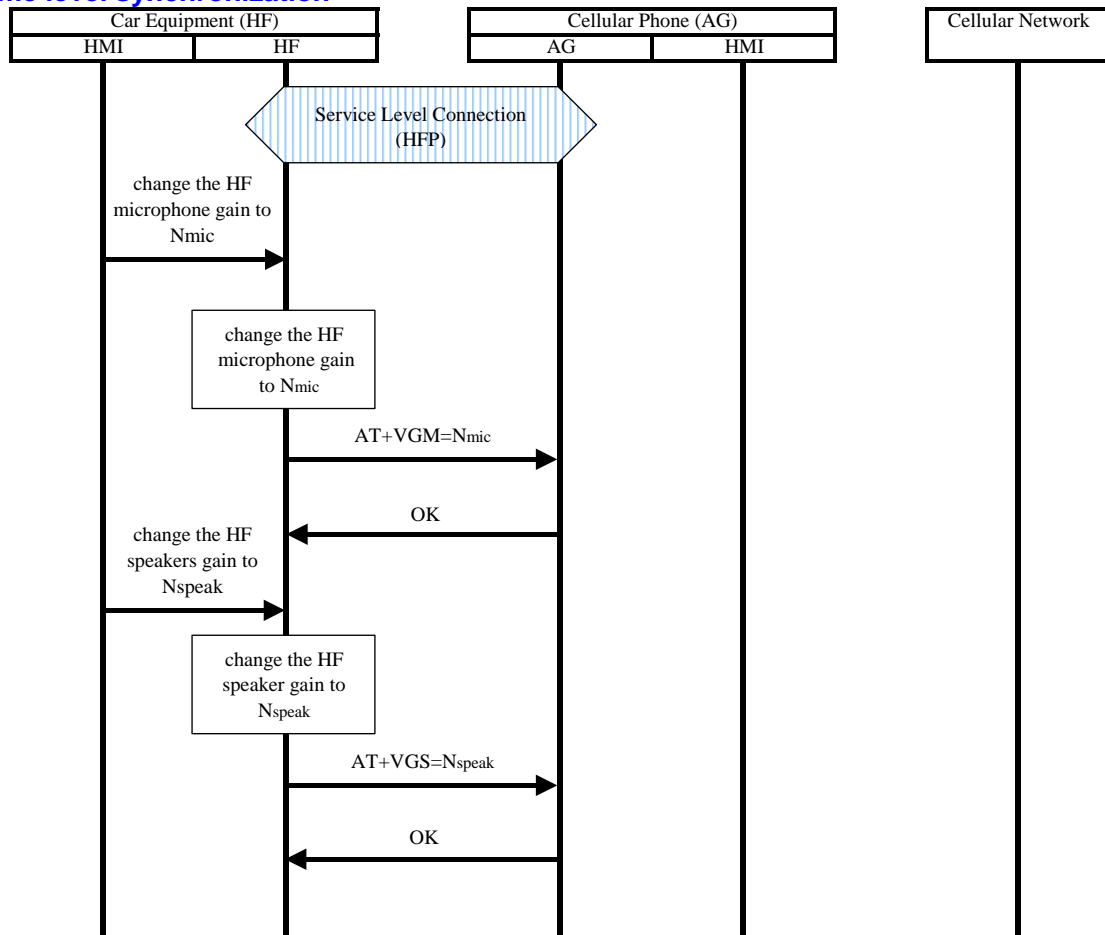 level synchronization
Car Equipment (HF)
Cellular Phone (AG)
Cellular Network
HMI
HF
AG
HMI
Service Level Connection
(HFP)
change the HF
microphone gain to
Nmic
change the HF
microphone gain
to Nmic
AT+VGM=Nmic
OK
change the HF
speakers gain to
Nspeak
change the HF
speaker gain to
Nspeak
AT+VGS=Nspeak
OK